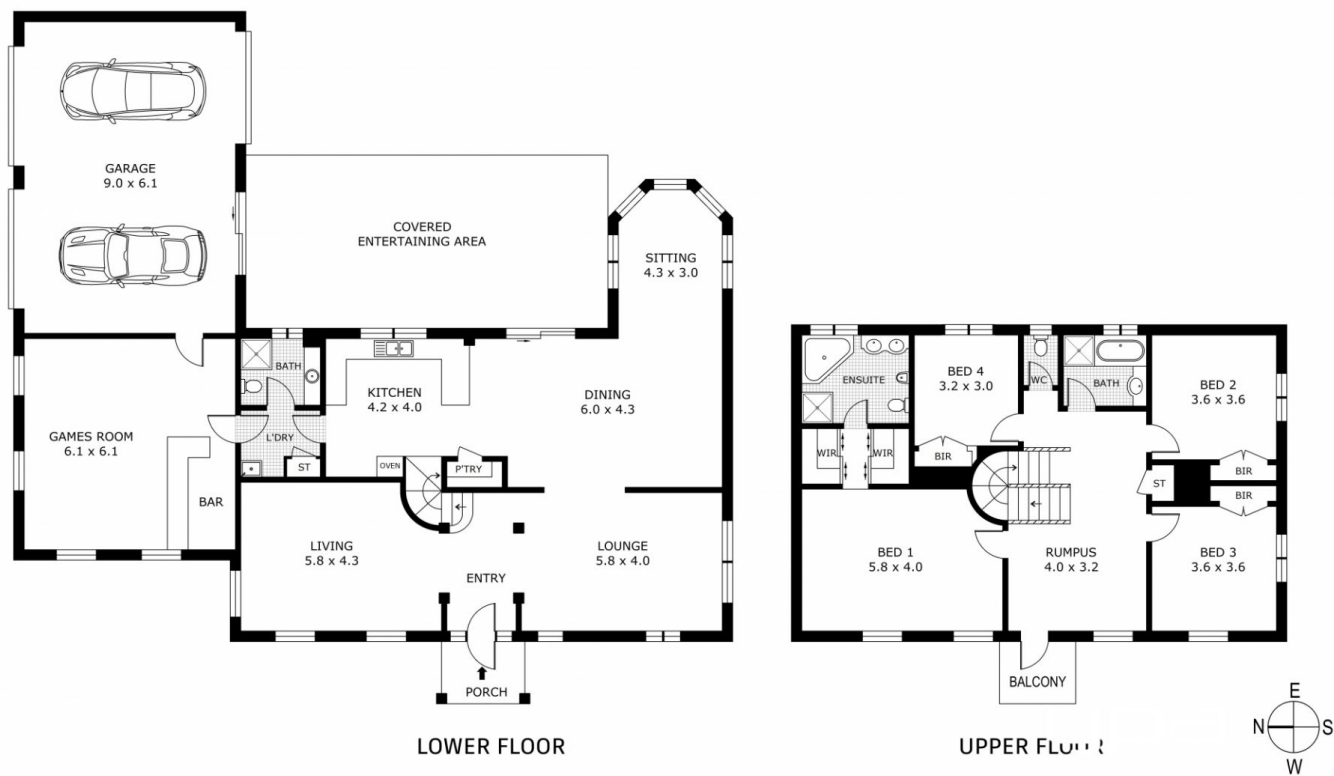 GARAGE
9.0 x 6.1
COVERED
ENTERTAINING AREA
SITTING
4.3 x 3.0
BATH
KITCHEN
4.2 x 4.0
DINING
6.0 x 4.3
GAMES ROOM
6.1 x 6.1
L'DRY
ST
OVEN
P'TRY
BAR
LIVING
5.8 x 4.3
ENTRY
LOUNGE
5.8 x 4.0
PORCH
LOWER FLOOR
ENSUITE
BED 4
3.2 x 3.0
WC
BATH
BED 2
3.6 x 3.6
WIR
WIR
BIR
BIR
ST
BIR
BED 1
5.8 x 4.0
RUMPUS
4.0 x 3.2
BED 3
3.6 x 3.6
BALCONY
UPPER
E
N
S
W